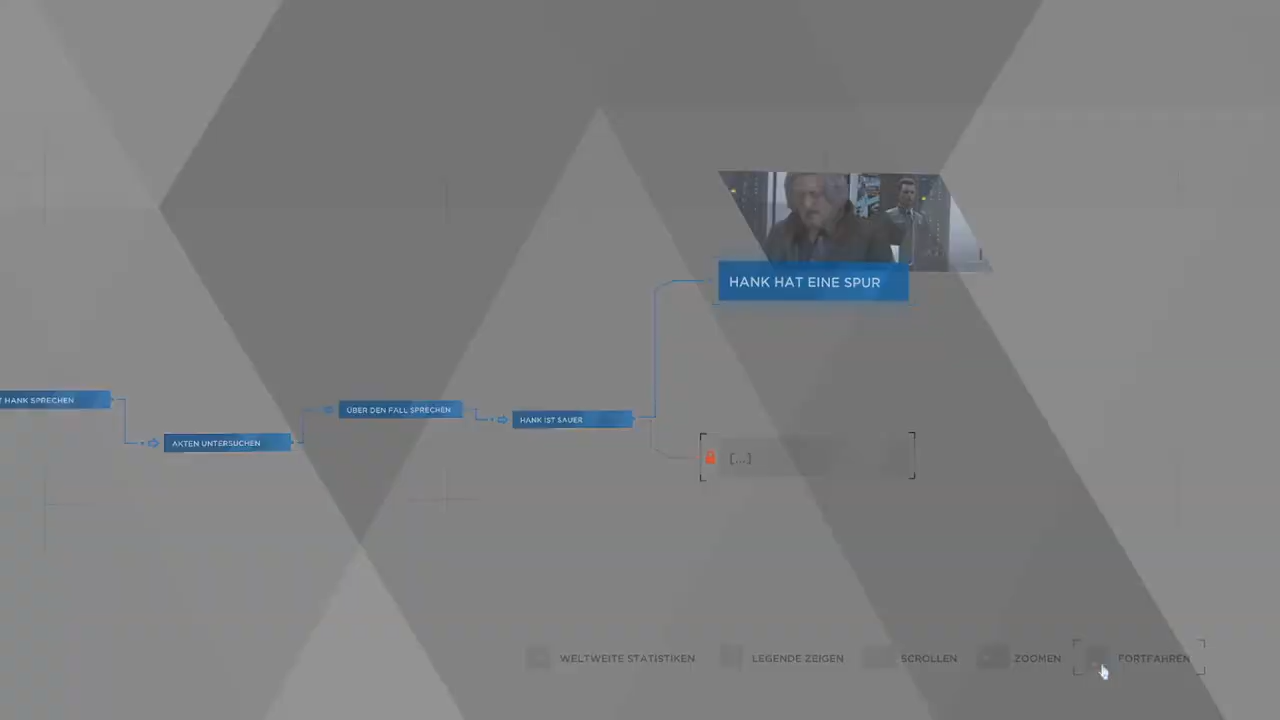 HANK HAT EINE SPUR
T HANK SPRECHEN
ÜBER DEN FALL SPRECHEN
HANK IST SAUER
AKTEN UNTERSUCHEN
[...]
WELTWEITE STATISTIKEN
LEGENDE ZEIGEN
SCROLLEN
ZOOMEN
FORTFAHREN